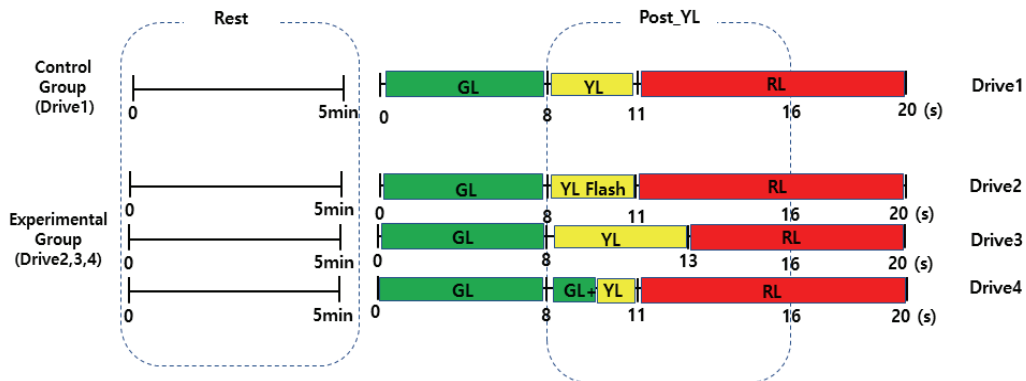 Rest
Post_YL
Control
Group
(Drive1)
0
5min
GL
YL
RL
0
8
11
16
20 (s)
Drive1
Experimental
Group
(Drive2,3,4)
0
5min
GL
YL Flash
RL
0
8
11
16
20 (s)
Drive2
0
5min
GL
YL
RL
0
8
13
16
20 (s)
Drive3
0
5min
GL
GL+
YL
RL
0
8
11
16
20 (s)
Drive4